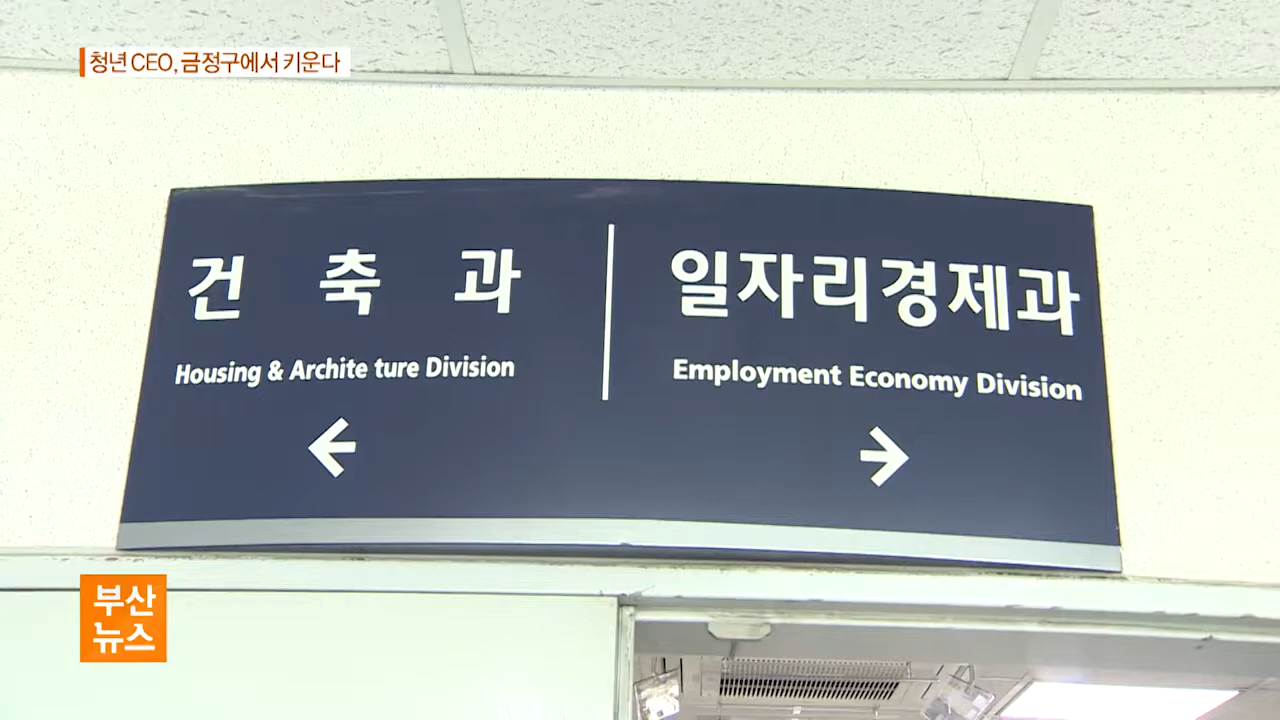 청년 CEO, 금정구에서 키운다
건 축 과
Housing & Archite ture Division
←
일자리경제과
Employment Economy Division
→
부산
뉴스